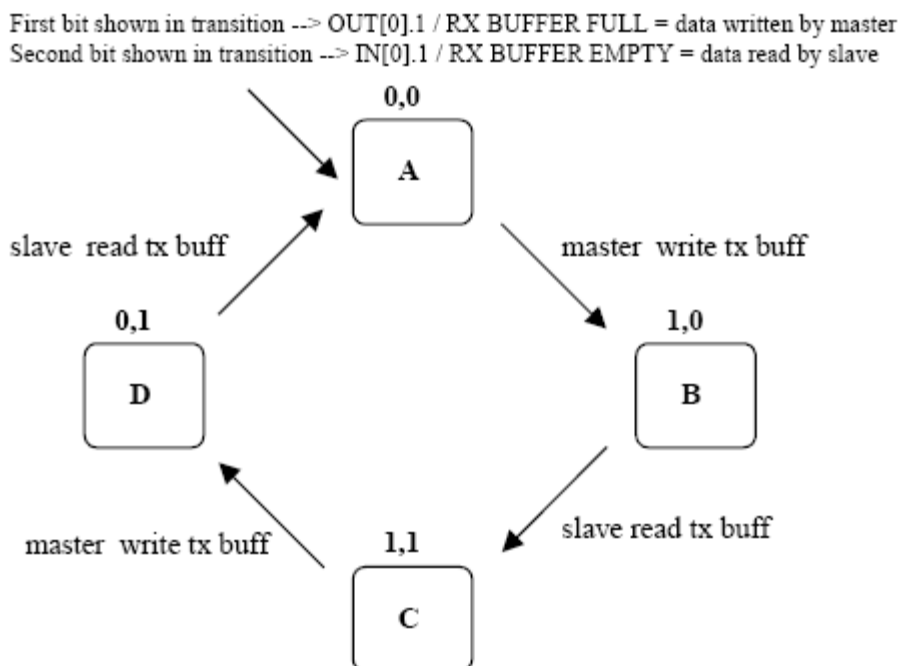 First bit shown in transition --> OUT[0].1 / RX BUFFER FULL = data written by master
Second bit shown in transition --> IN[0].1 / RX BUFFER EMPTY = data read by slave
0,0
A
slave read tx buff
master write tx buff
0,1
1,0
D
B
master write tx buff
1,1
slave read tx buff
C